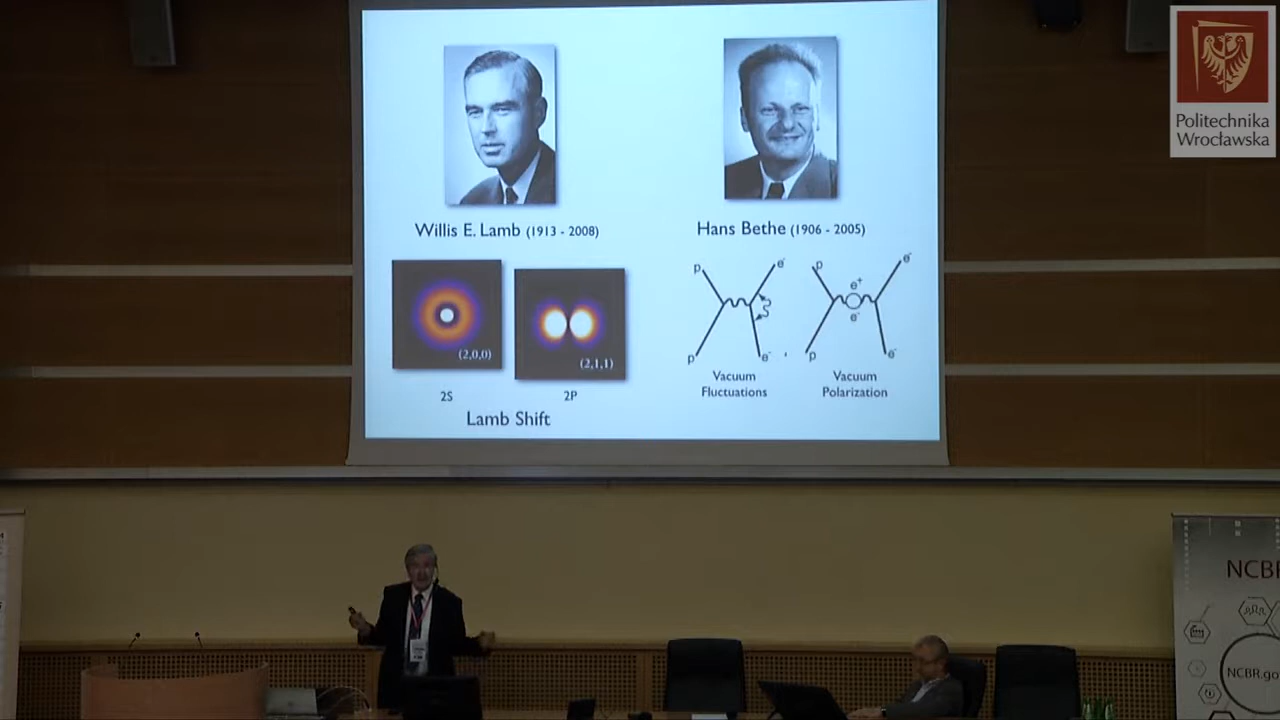 Politechnika
Wrocławska
Willis E. Lamb (1913 - 2008)
Hans Bethe (1906 - 2005)
(2,0,0)
(2,1,1)
2S
2P
Lamb Shift
p
e-
p
e-
e+
e-
p
e-
,
p
e-
Vacuum
Fluctuations
Vacuum
Polarization
NCB
NCBR.go